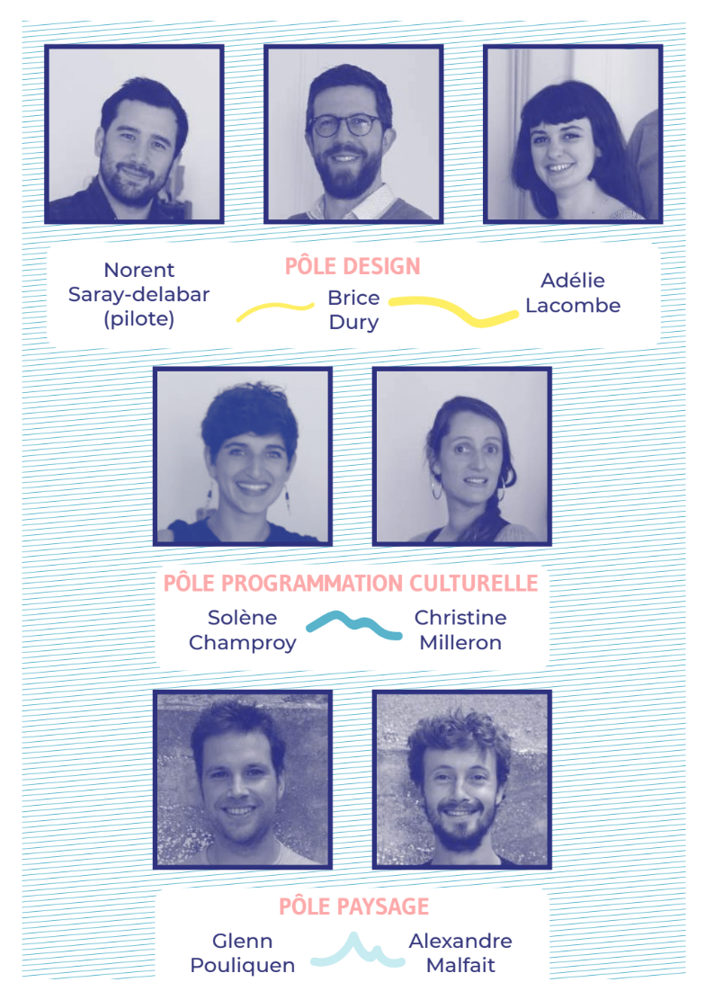 PÔLE DESIGN
Norent
Saray-delabar
(pilote)
Brice
Dury
Adélie
Lacombe
PÔLE PROGRAMMATION CULTURELLE
Solène
Champroy
Christine
Milleron
PÔLE PAYSAGE
Glenn
Pouliquen
Alexandre
Malfait